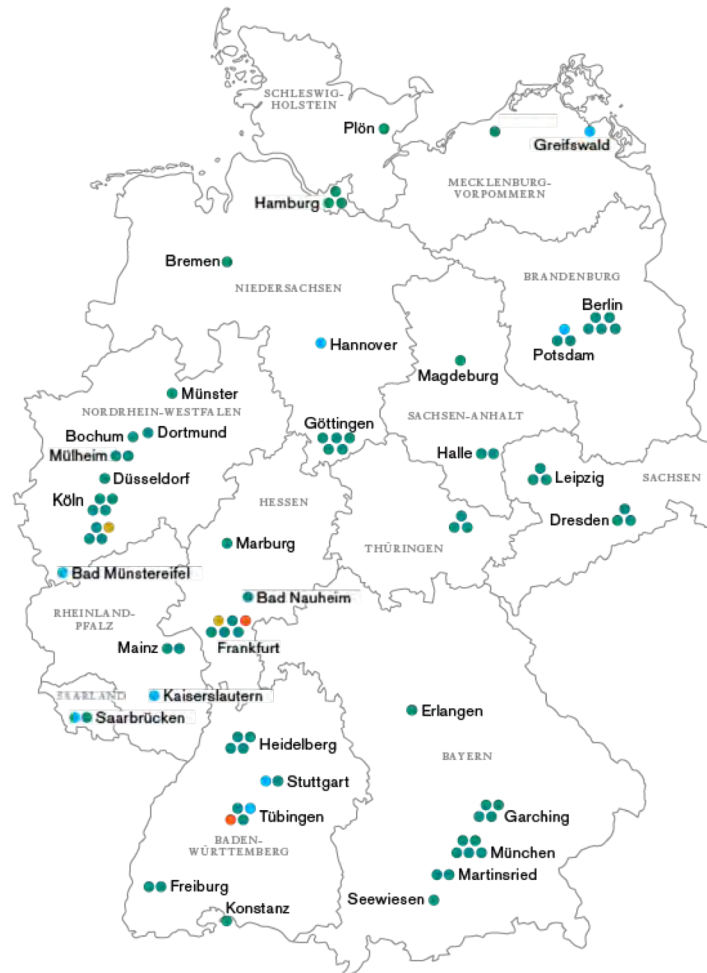 SCHLESWIG-
HOLSTEIN
Plön
Greifswald
MECKLENBURG-
VORPOMMERN
Hamburg
Bremen
NIEDERSACHSEN
BRANDENBURG
Berlin
Potsdam
Hannover
Magdeburg
Münster
NORDRHEIN-WESTFALEN
SACHSEN-ANHALT
Bochum
Dortmund
Göttingen
Mülheim
Halle
Düsseldorf
Leipzig
SACHSEN
Köln
HESSEN
Dresden
Marburg
THÜRINGEN
Bad Münstereifel
Bad Nauheim
RHEINLAND-
PFALZ
Mainz
Frankfurt
SAARLAND
Kaiserslautern
Saarbrücken
Erlangen
Heidelberg
BAYERN
Stuttgart
Tübingen
Garching
BADEN-
WÜRTTEMBERG
München
Martinsried
Freiburg
Seewiesen
Konstanz